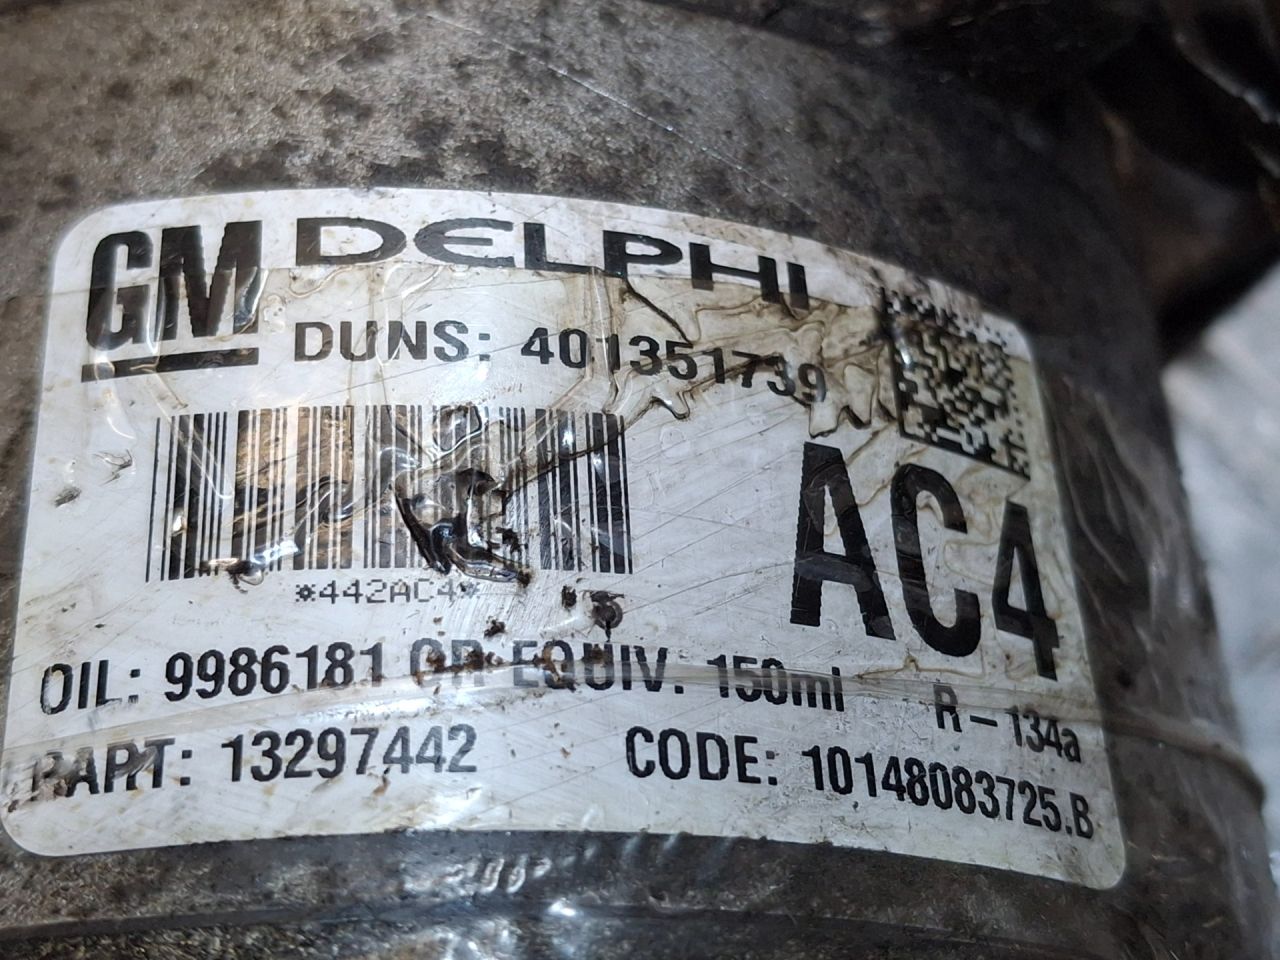 GM DELPHI
DUNS: 401351739
AC4
*442AC4*
OIL: 9986181 OR EQUIV. 150ml R-134a
PART: 13297442 CODE: 10148083725.B